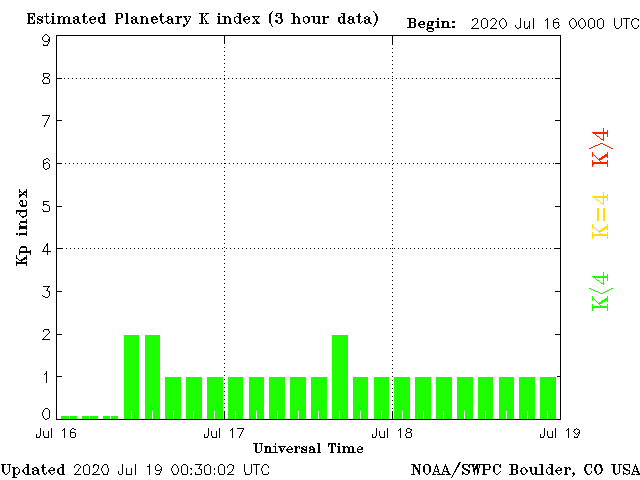 Estimated Planetary K index (3 hour data)
Begin: 2020 Jul 16 0000 UTC
9
8
7
6
5
4
3
2
1
0
Kp index
K>4
K=4
K<4
Jul 16
Jul 17
Jul 18
Jul 19
Universal Time
Updated 2020 Jul 19 00:30:02 UTC
NOAA/SWPC Boulder, CO USA